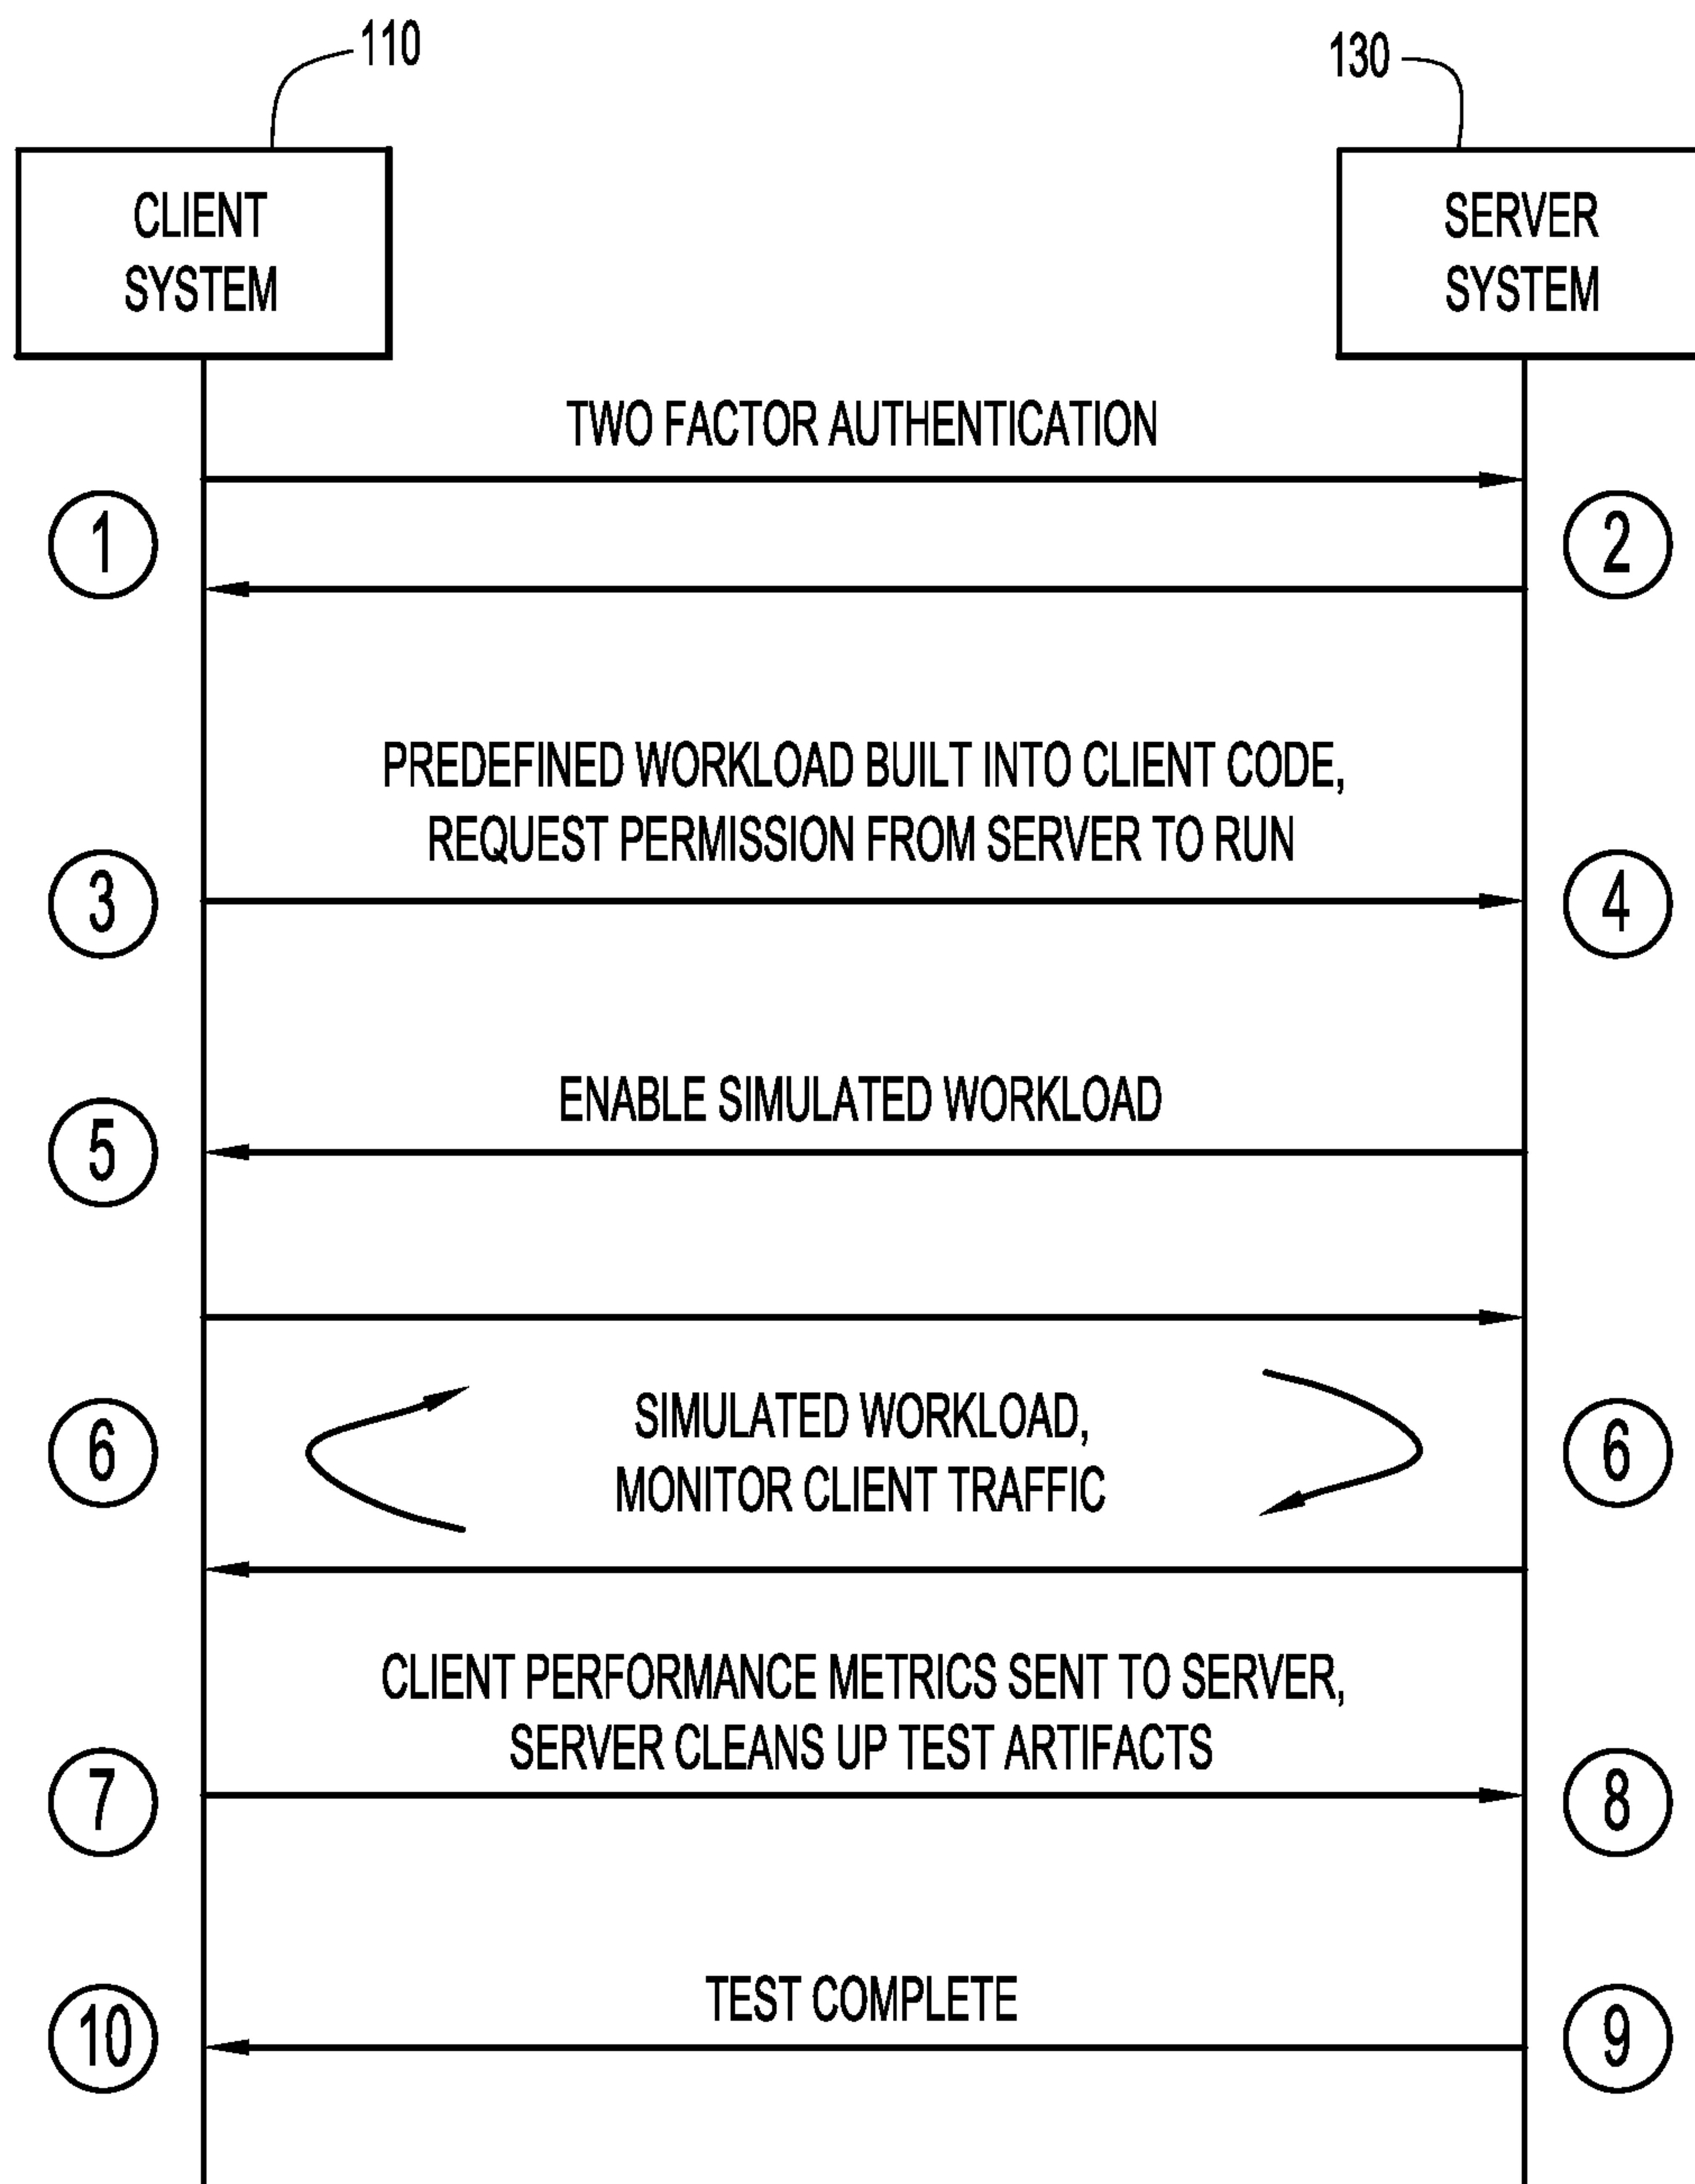 110
130
CLIENT
SYSTEM
SERVER
SYSTEM
TWO FACTOR AUTHENTICATION
1
2
PREDEFINED WORKLOAD BUILT INTO CLIENT CODE,
REQUEST PERMISSION FROM SERVER TO RUN
3
4
ENABLE SIMULATED WORKLOAD
5
SIMULATED WORKLOAD,
MONITOR CLIENT TRAFFIC
6
6
CLIENT PERFORMANCE METRICS SENT TO SERVER,
SERVER CLEANS UP TEST ARTIFACTS
7
8
TEST COMPLETE
10
9